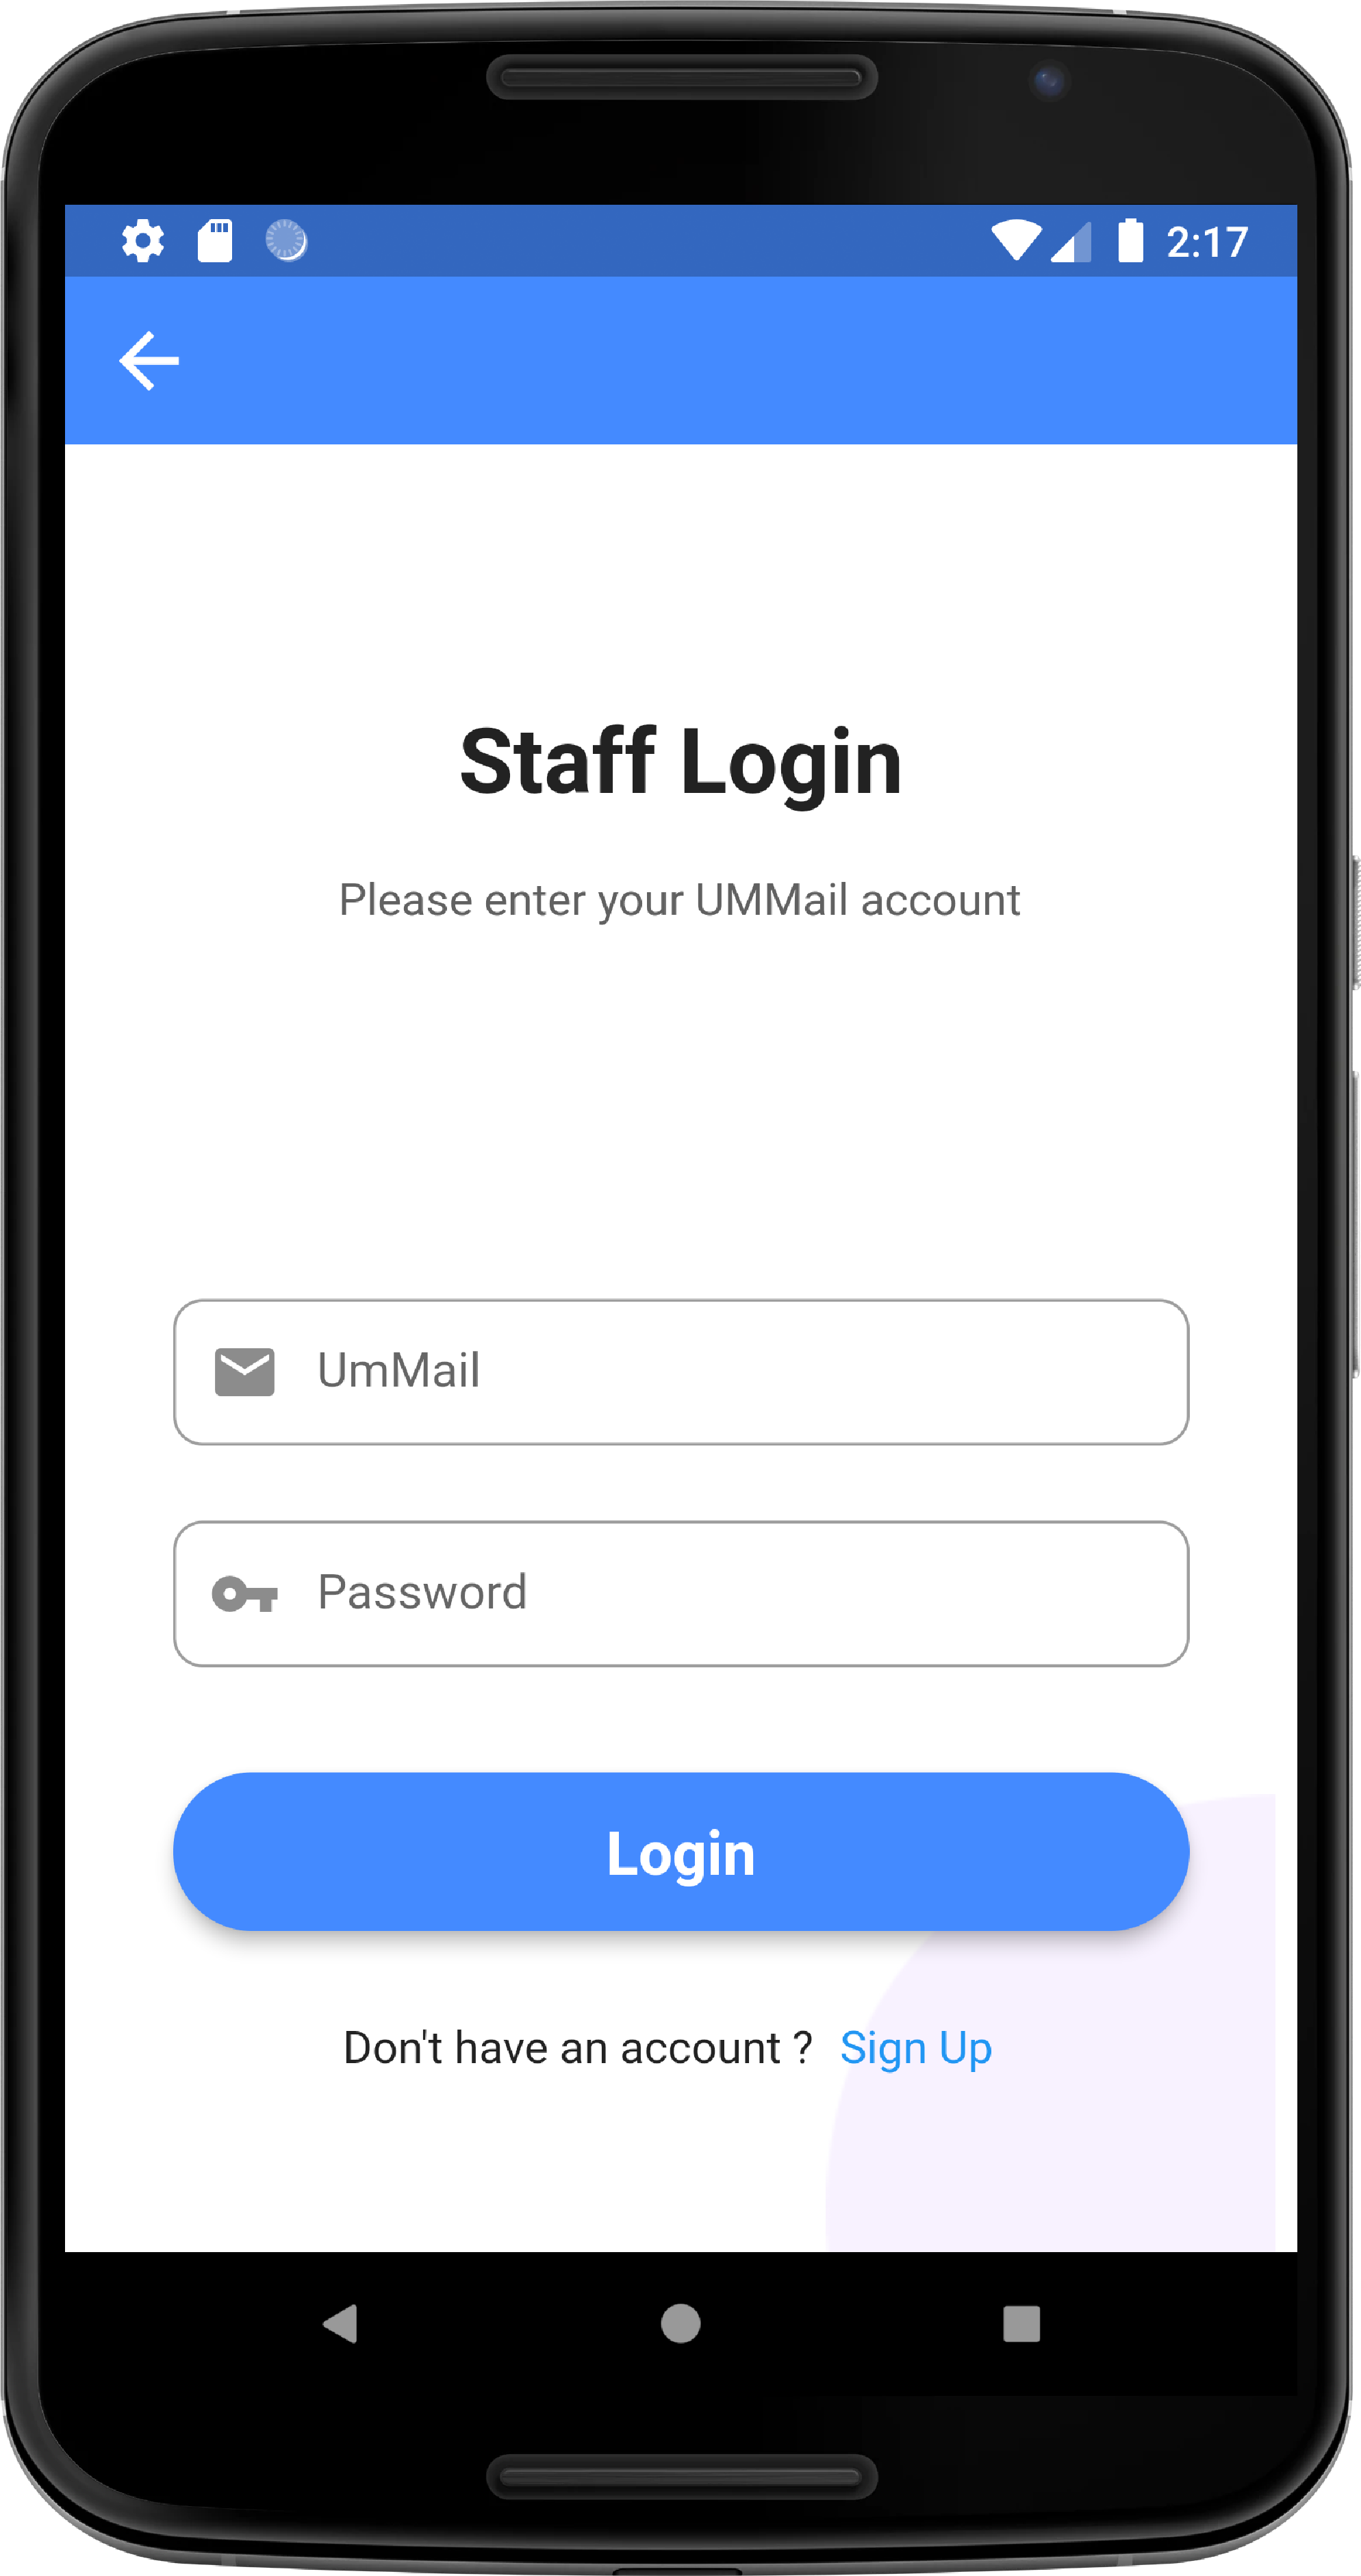 2:17
Staff Login
Please enter your UMMail account
UmMail
Password
Login
Don't have an account ? Sign Up